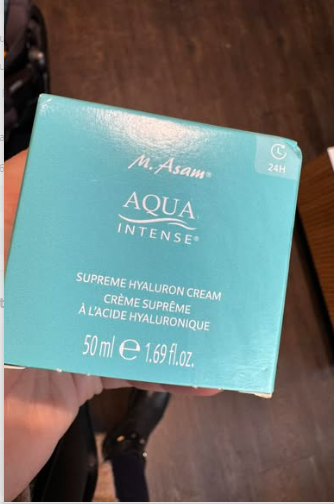 M. Asam®
24H
AQUA
INTENSE®
SUPREME HYALURON CREAM
CRÈME SUPRÊME
À L'ACIDE HYALURONIQUE
50 ml ℮ 1.69 fl.oz.